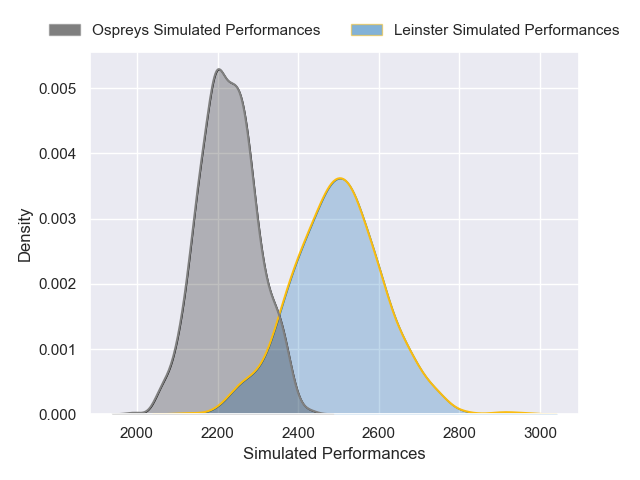 Ospreys Simulated Performances Leinster Simulated Performances
0.005
0.004
0.003
0.002
0.001
0.000
Density
2000 2200 2400 2600 2800 3000
Simulated Performances